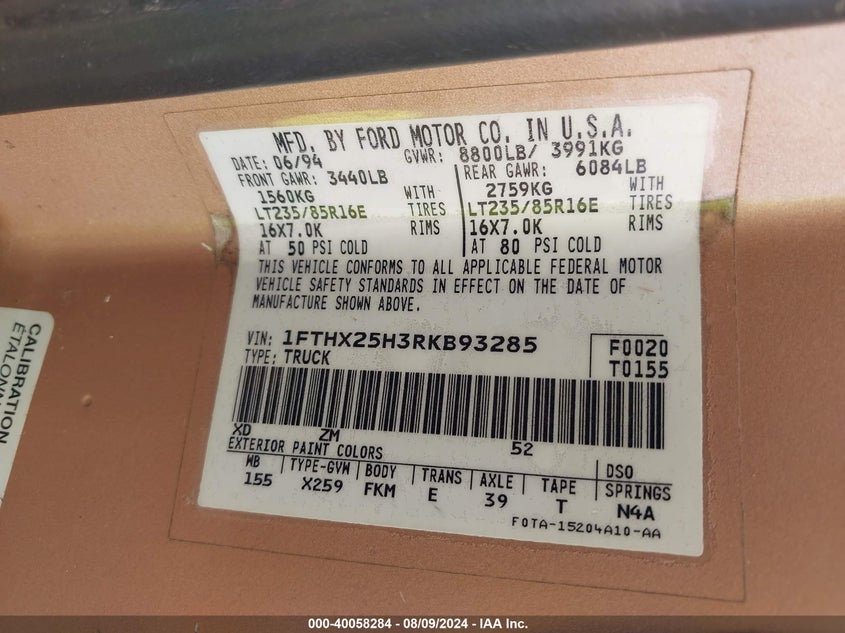 MFD. BY FORD MOTOR CO. IN U.S.A.
DATE: 06/94 GVWR: 8800LB/ 3991KG
FRONT GAWR: 3440LB REAR GAWR: 6084LB
1560KG WITH 2759KG WITH
LT235/85R16E TIRES LT235/85R16E TIRES
16X7.0K RIMS 16X7.0K RIMS
AT 50 PSI COLD AT 80 PSI COLD
THIS VEHICLE CONFORMS TO ALL APPLICABLE FEDERAL MOTOR
VEHICLE SAFETY STANDARDS IN EFFECT ON THE DATE OF
MANUFACTURE SHOWN ABOVE.
VIN: 1FTHX25H3RKB93285 F0020
TYPE: TRUCK T0155
XD ZM 52
EXTERIOR PAINT COLORS DSO
WB TYPE-GVW BODY TRANS AXLE TAPE SPRINGS
155 X259 FKM E 39 T N4A
F0TA-15204A10-AA
CALIBRATION
000-40058284 - 08/09/2024 - IAA Inc.